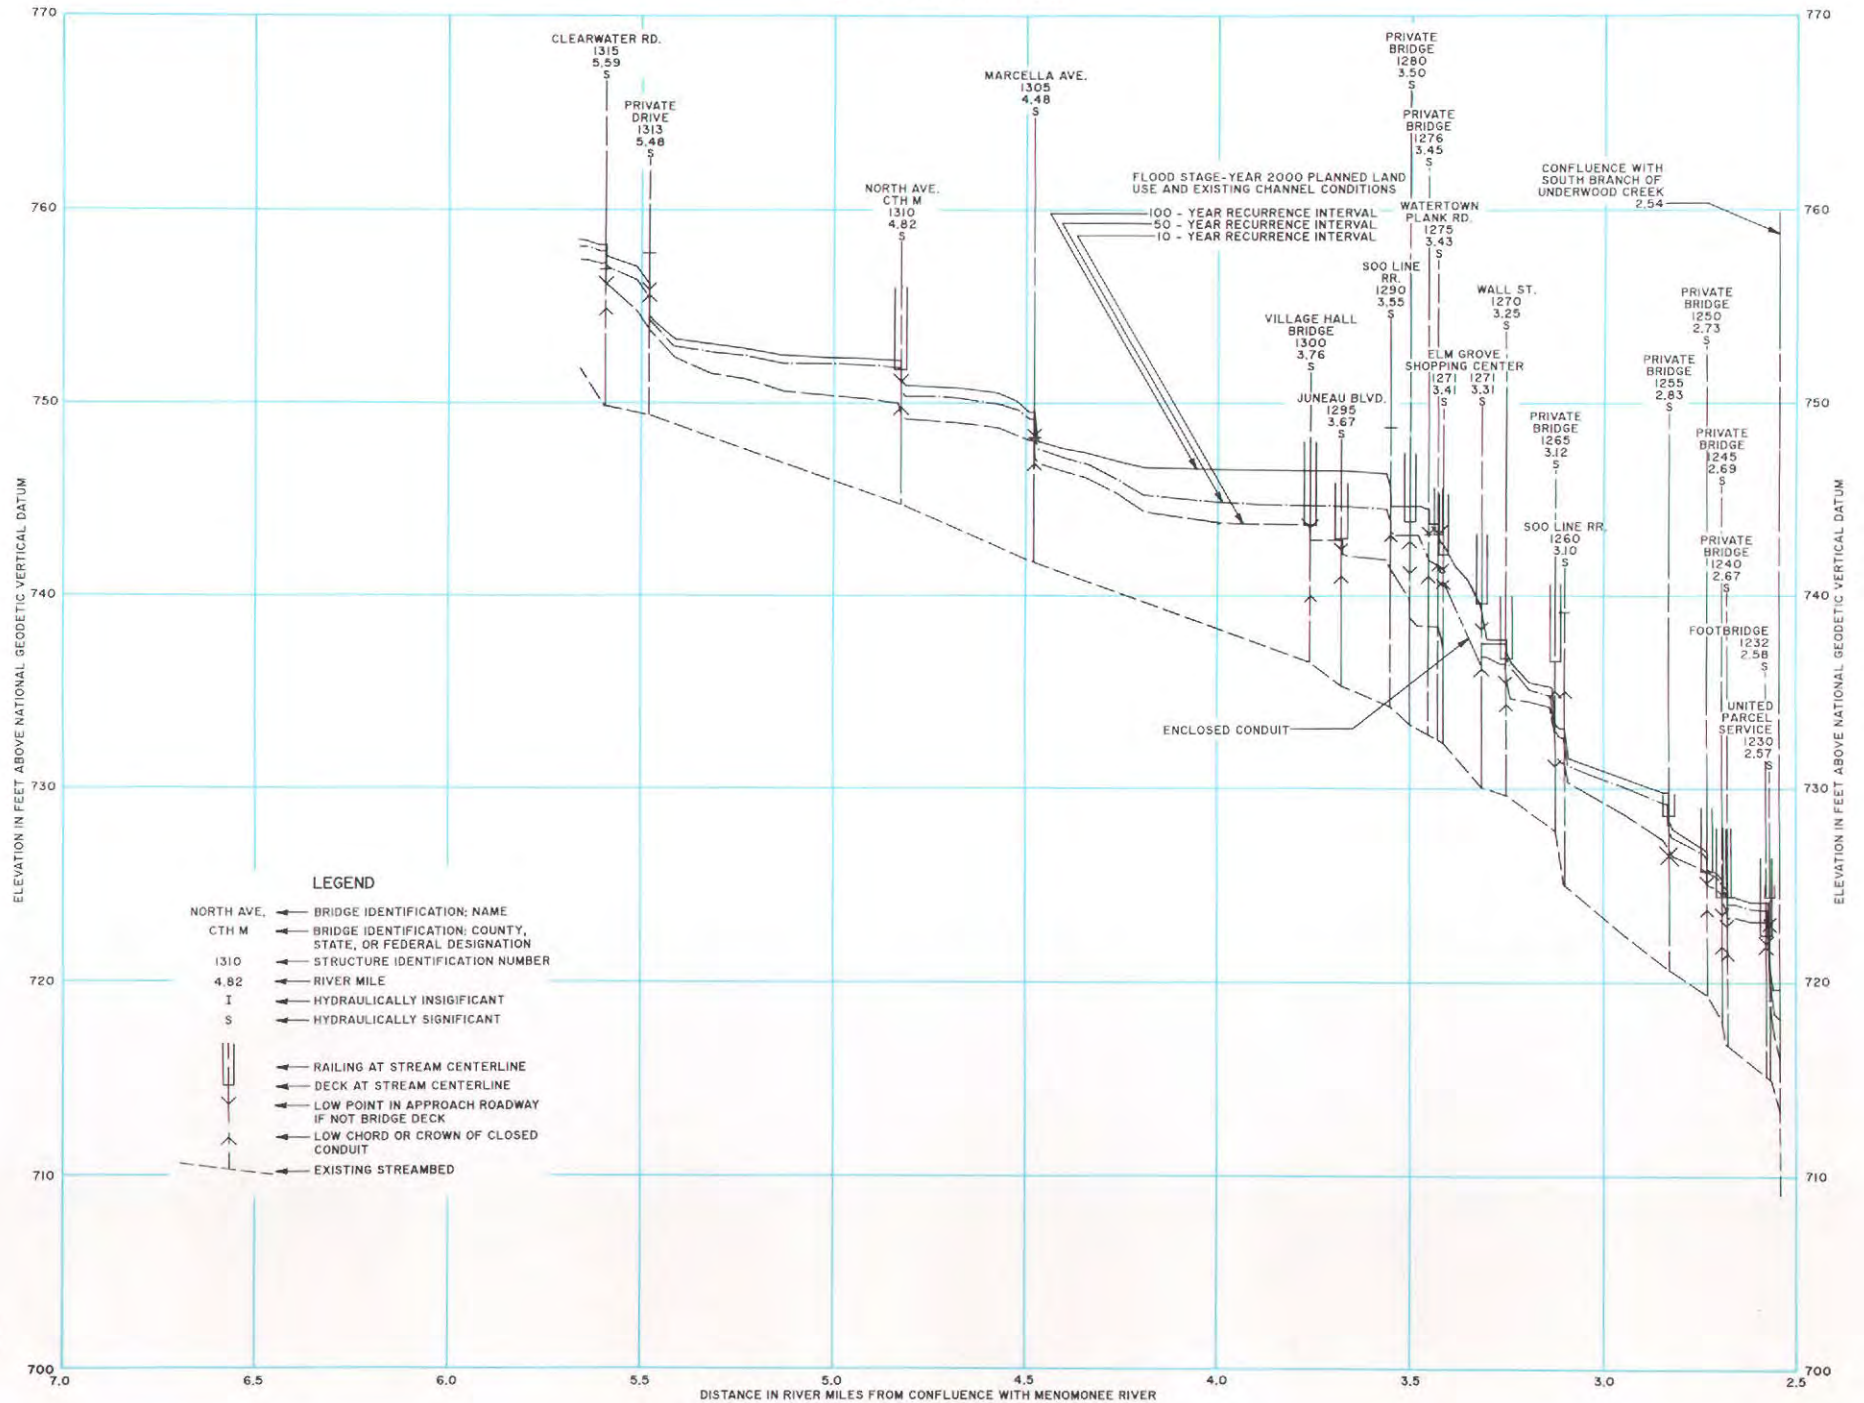 770
760
750
740
730
720
710
700
ELEVATION IN FEET ABOVE NATIONAL GEODETIC VERTICAL DATUM
CLEARWATER RD.
1315
5.59
S
PRIVATE
DRIVE
1313
5.48
S
NORTH AVE.
CTH M
1310
4.82
S
MARCELLA AVE.
1305
4.48
S
FLOOD STAGE-YEAR 2000 PLANNED LAND
USE AND EXISTING CHANNEL CONDITIONS
100 - YEAR RECURRENCE INTERVAL
50 - YEAR RECURRENCE INTERVAL
10 - YEAR RECURRENCE INTERVAL
VILLAGE HALL
BRIDGE
1300
3.76
S
JUNEAU BLVD.
1295
3.67
S
SOO LINE
RR.
1290
3.55
S
PRIVATE
BRIDGE
1280
3.50
S
PRIVATE
BRIDGE
1276
3.45
S
WATERTOWN
PLANK RD.
1275
3.43
S
ELM GROVE
SHOPPING CENTER
1271 1271
3.41 3.31
S S
WALL ST.
1270
3.25
S
PRIVATE
BRIDGE
1265
3.12
S
SOO LINE RR.
1260
3.10
S
PRIVATE
BRIDGE
1255
2.83
S
PRIVATE
BRIDGE
1250
2.73
S
PRIVATE
BRIDGE
1245
2.69
S
PRIVATE
BRIDGE
1240
2.67
S
FOOTBRIDGE
1232
2.58
S
UNITED
PARCEL
SERVICE
1230
2.57
S
CONFLUENCE WITH
SOUTH BRANCH OF
UNDERWOOD CREEK
2.54
ENCLOSED CONDUIT
770
760
750
740
730
720
710
700
ELEVATION IN FEET ABOVE NATIONAL GEODETIC VERTICAL DATUM
LEGEND
NORTH AVE. BRIDGE IDENTIFICATION: NAME
CTH M BRIDGE IDENTIFICATION: COUNTY,
STATE, OR FEDERAL DESIGNATION
1310 STRUCTURE IDENTIFICATION NUMBER
4.82 RIVER MILE
I HYDRAULICALLY INSIGIFICANT
S HYDRAULICALLY SIGNIFICANT
RAILING AT STREAM CENTERLINE
DECK AT STREAM CENTERLINE
LOW POINT IN APPROACH ROADWAY
IF NOT BRIDGE DECK
LOW CHORD OR CROWN OF CLOSED
CONDUIT
EXISTING STREAMBED
7.0 6.5 6.0 5.5 5.0 4.5 4.0 3.5 3.0 2.5
DISTANCE IN RIVER MILES FROM CONFLUENCE WITH MENOMONEE RIVER